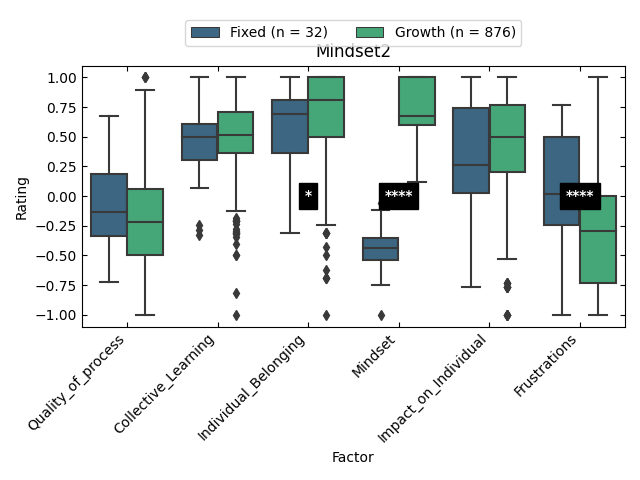 Fixed (n = 32) Growth (n = 876)
Mindset2
1.00
0.75
0.50
0.25
0.00
−0.25
−0.50
−0.75
−1.00
Rating
*
****
****
Quality_of_process
Collective_Learning
Individual_Belonging
Mindset
Impact_on_Individual
Frustrations
Factor